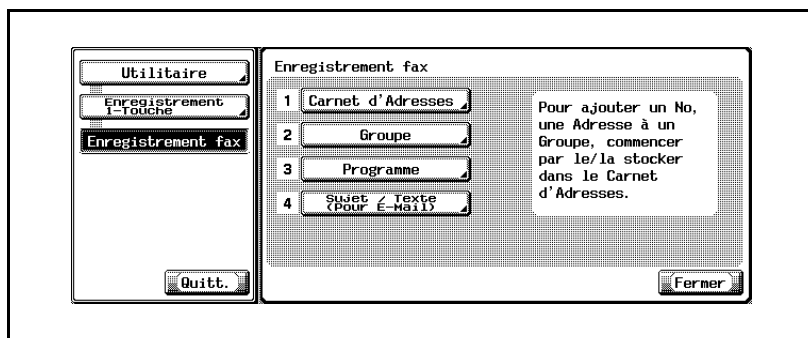 Utilitaire
Enregistrement
1-Touche
Enregistrement fax
Quitt.
Enregistrement fax
1 Carnet d'Adresses
2 Groupe
3 Programme
4 Sujet / Texte
(Pour E-Mail)
Pour ajouter un No,
une Adresse à un
Groupe, commencer
par le/la stocker
dans le Carnet
d'Adresses.
Fermer